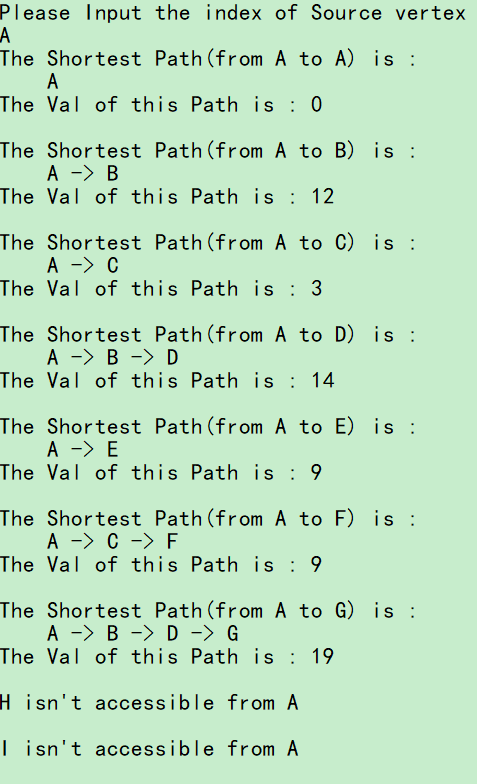 Please Input the index of Source vertex
A
The Shortest Path(from A to A) is :
A
The Val of this Path is : 0
The Shortest Path(from A to B) is :
A -> B
The Val of this Path is : 12
The Shortest Path(from A to C) is :
A -> C
The Val of this Path is : 3
The Shortest Path(from A to D) is :
A -> B -> D
The Val of this Path is : 14
The Shortest Path(from A to E) is :
A -> E
The Val of this Path is : 9
The Shortest Path(from A to F) is :
A -> C -> F
The Val of this Path is : 9
The Shortest Path(from A to G) is :
A -> B -> D -> G
The Val of this Path is : 19
H isn't accessible from A
I isn't accessible from A